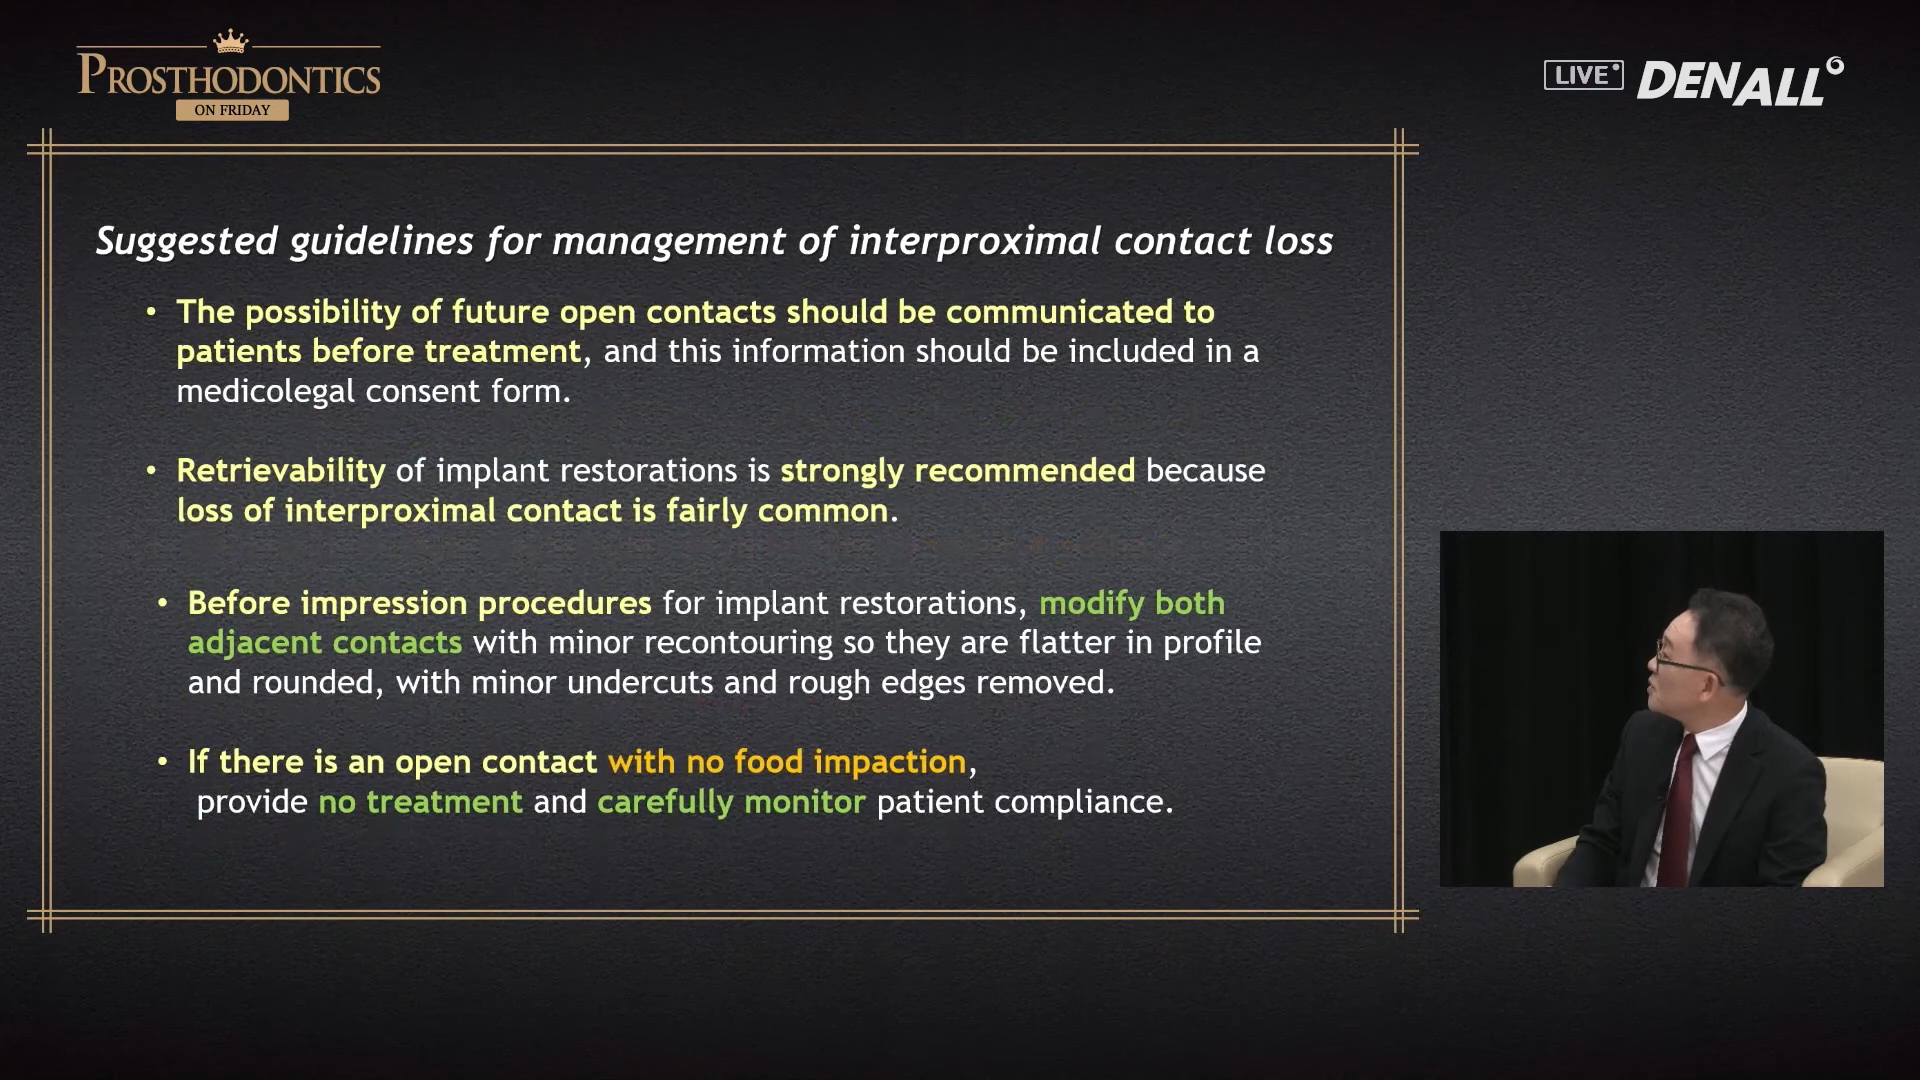 PROSTHODONTICS
ON FRIDAY
LIVE
DENALL
Suggested guidelines for management of interproximal contact loss
• The possibility of future open contacts should be communicated to
patients before treatment, and this information should be included in a
medicolegal consent form.
• Retrievability of implant restorations is strongly recommended because
loss of interproximal contact is fairly common.
• Before impression procedures for implant restorations, modify both
adjacent contacts with minor recontouring so they are flatter in profile
and rounded, with minor undercuts and rough edges removed.
• If there is an open contact with no food impaction,
provide no treatment and carefully monitor patient compliance.